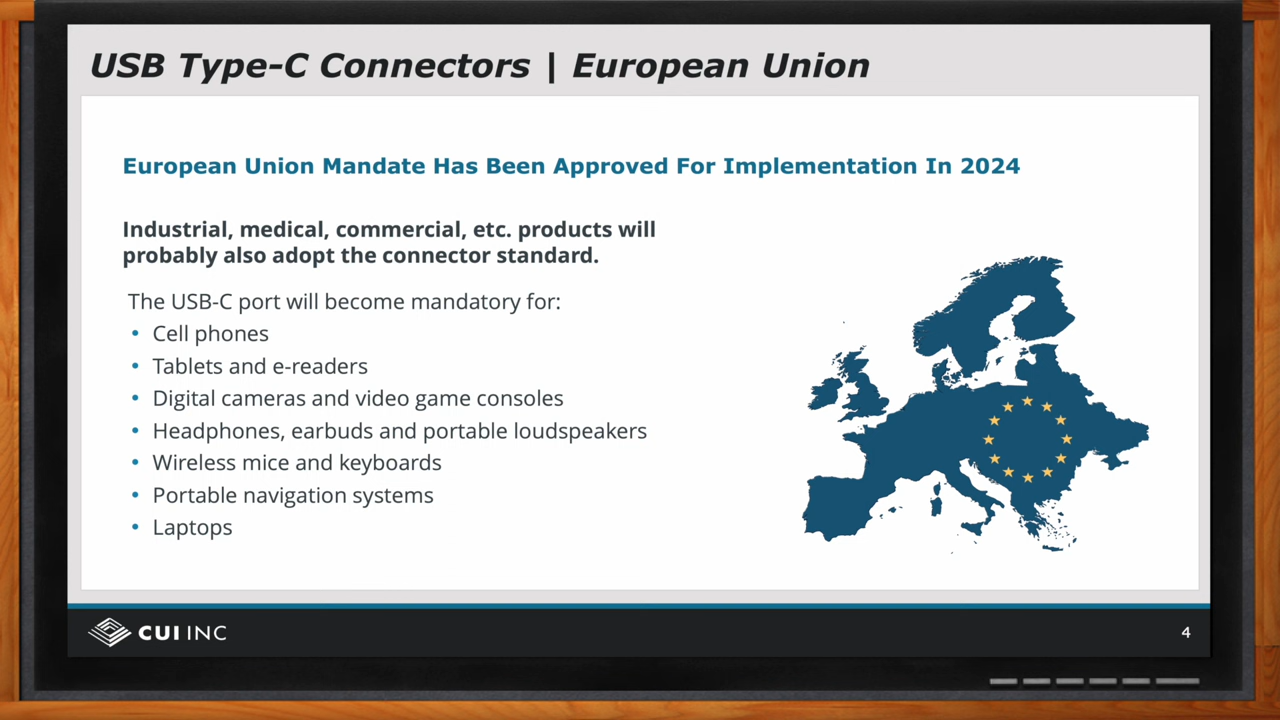 USB Type-C Connectors | European Union
European Union Mandate Has Been Approved For Implementation In 2024
Industrial, medical, commercial, etc. products will
probably also adopt the connector standard.
The USB-C port will become mandatory for:
• Cell phones
• Tablets and e-readers
• Digital cameras and video game consoles
• Headphones, earbuds and portable loudspeakers
• Wireless mice and keyboards
• Portable navigation systems
• Laptops
CUI INC
4